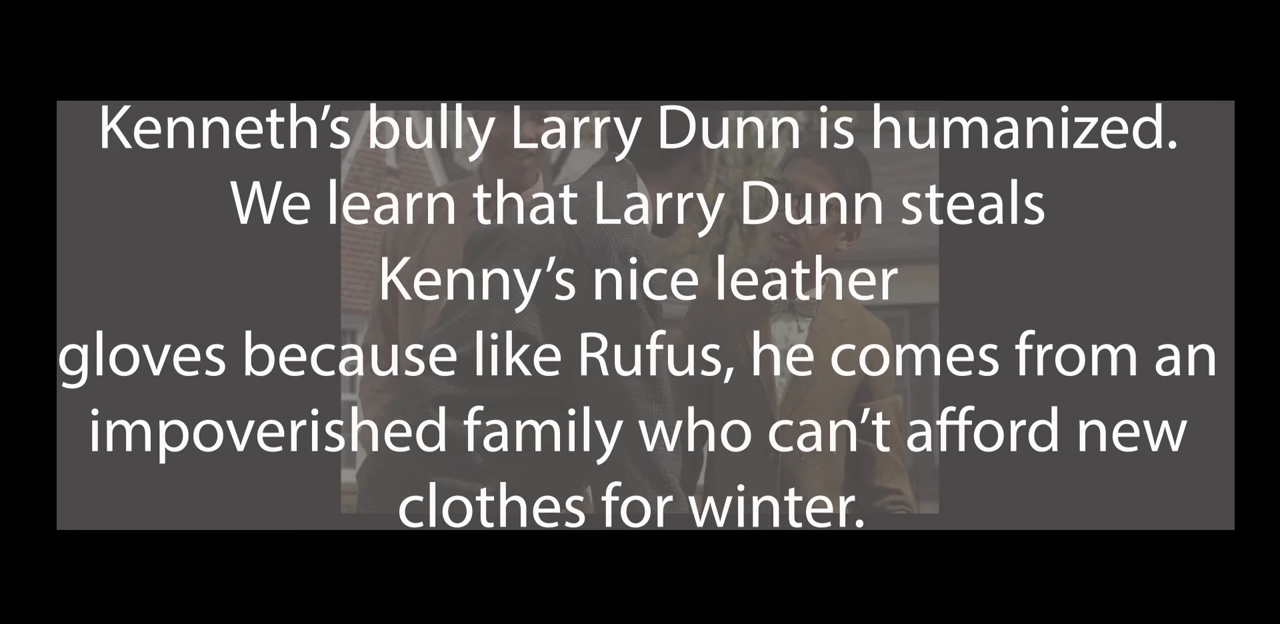 Kenneth’s bully Larry Dunn is humanized.
We learn that Larry Dunn steals
Kenny’s nice leather
gloves because like Rufus, he comes from an
impoverished family who can’t afford new
clothes for winter.